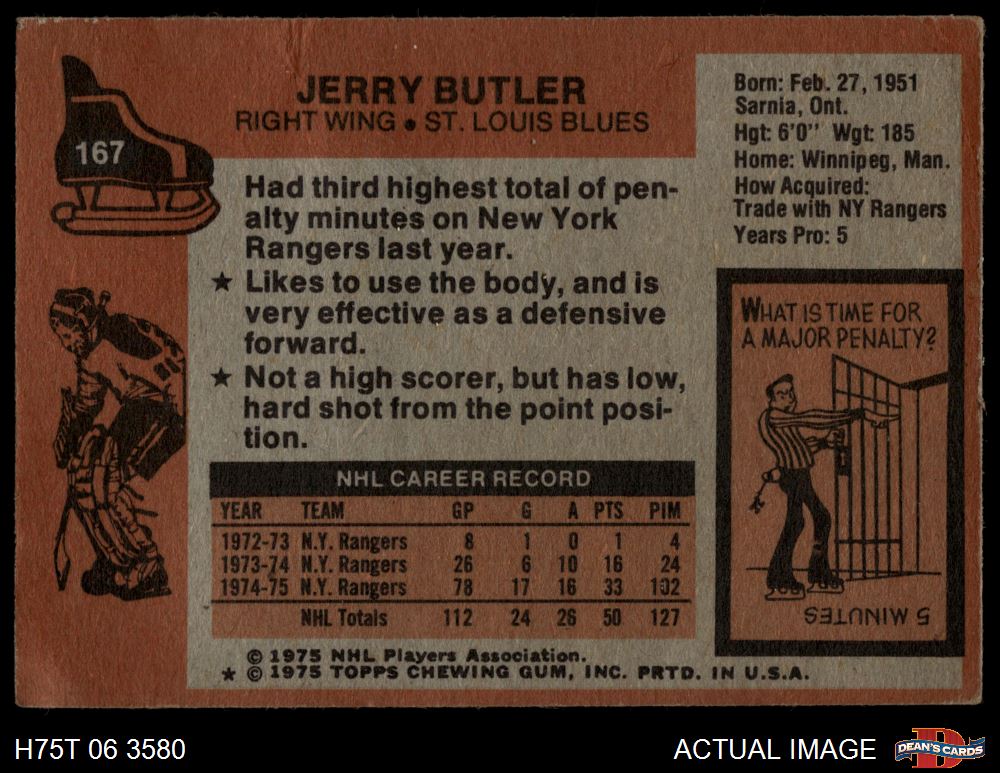 JERRY BUTLER
RIGHT WING • ST. LOUIS BLUES
167
Had third highest total of pen-
alty minutes on New York
Rangers last year.
★ Likes to use the body, and is
very effective as a defensive
forward.
★ Not a high scorer, but has low,
hard shot from the point posi-
tion.
Born: Feb. 27, 1951
Sarnia, Ont.
Hgt: 6'0" Wgt: 185
Home: Winnipeg, Man.
How Acquired:
Trade with NY Rangers
Years Pro: 5
WHAT IS TIME FOR
A MAJOR PENALTY?
5 MINUTES
NHL CAREER RECORD
YEAR TEAM GP G A PTS PIM
1972-73 N.Y. Rangers 8 1 0 1 4
1973-74 N.Y. Rangers 26 6 10 16 24
1974-75 N.Y. Rangers 78 17 16 33 102
NHL Totals 112 24 26 50 127
© 1975 NHL Players Association.
★ © 1975 TOPPS CHEWING GUM, INC. PRTD. IN U.S.A.
H75T 06 3580
ACTUAL IMAGE
D
DEAN'S CARDS